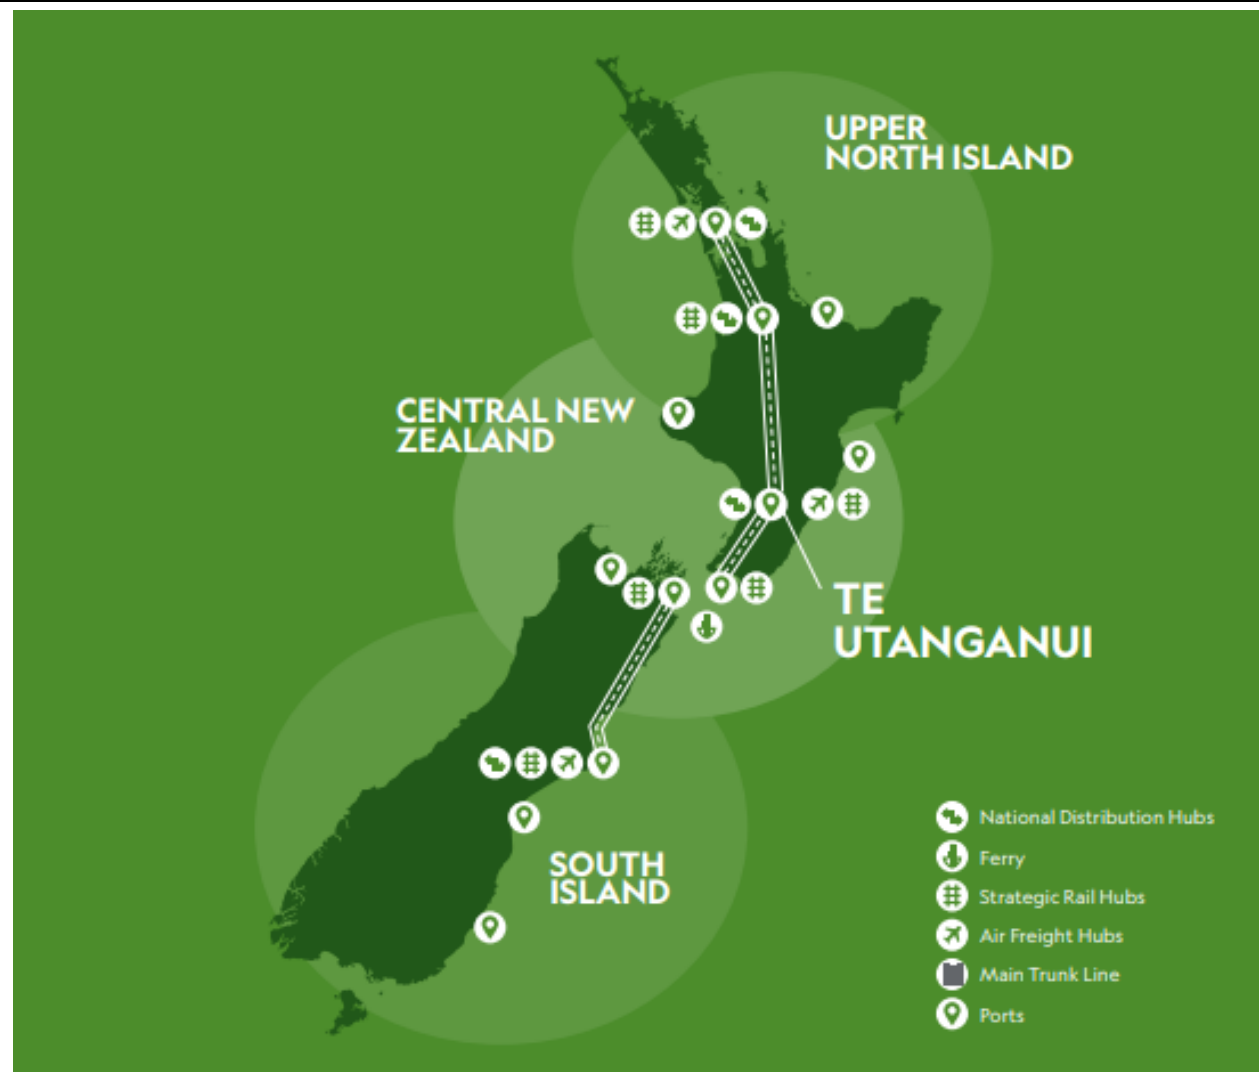 UPPER
NORTH ISLAND
CENTRAL NEW
ZEALAND
TE
UTANGANUI
SOUTH
ISLAND
National Distribution Hubs
Ferry
Strategic Rail Hubs
Air Freight Hubs
Main Trunk Line
Ports